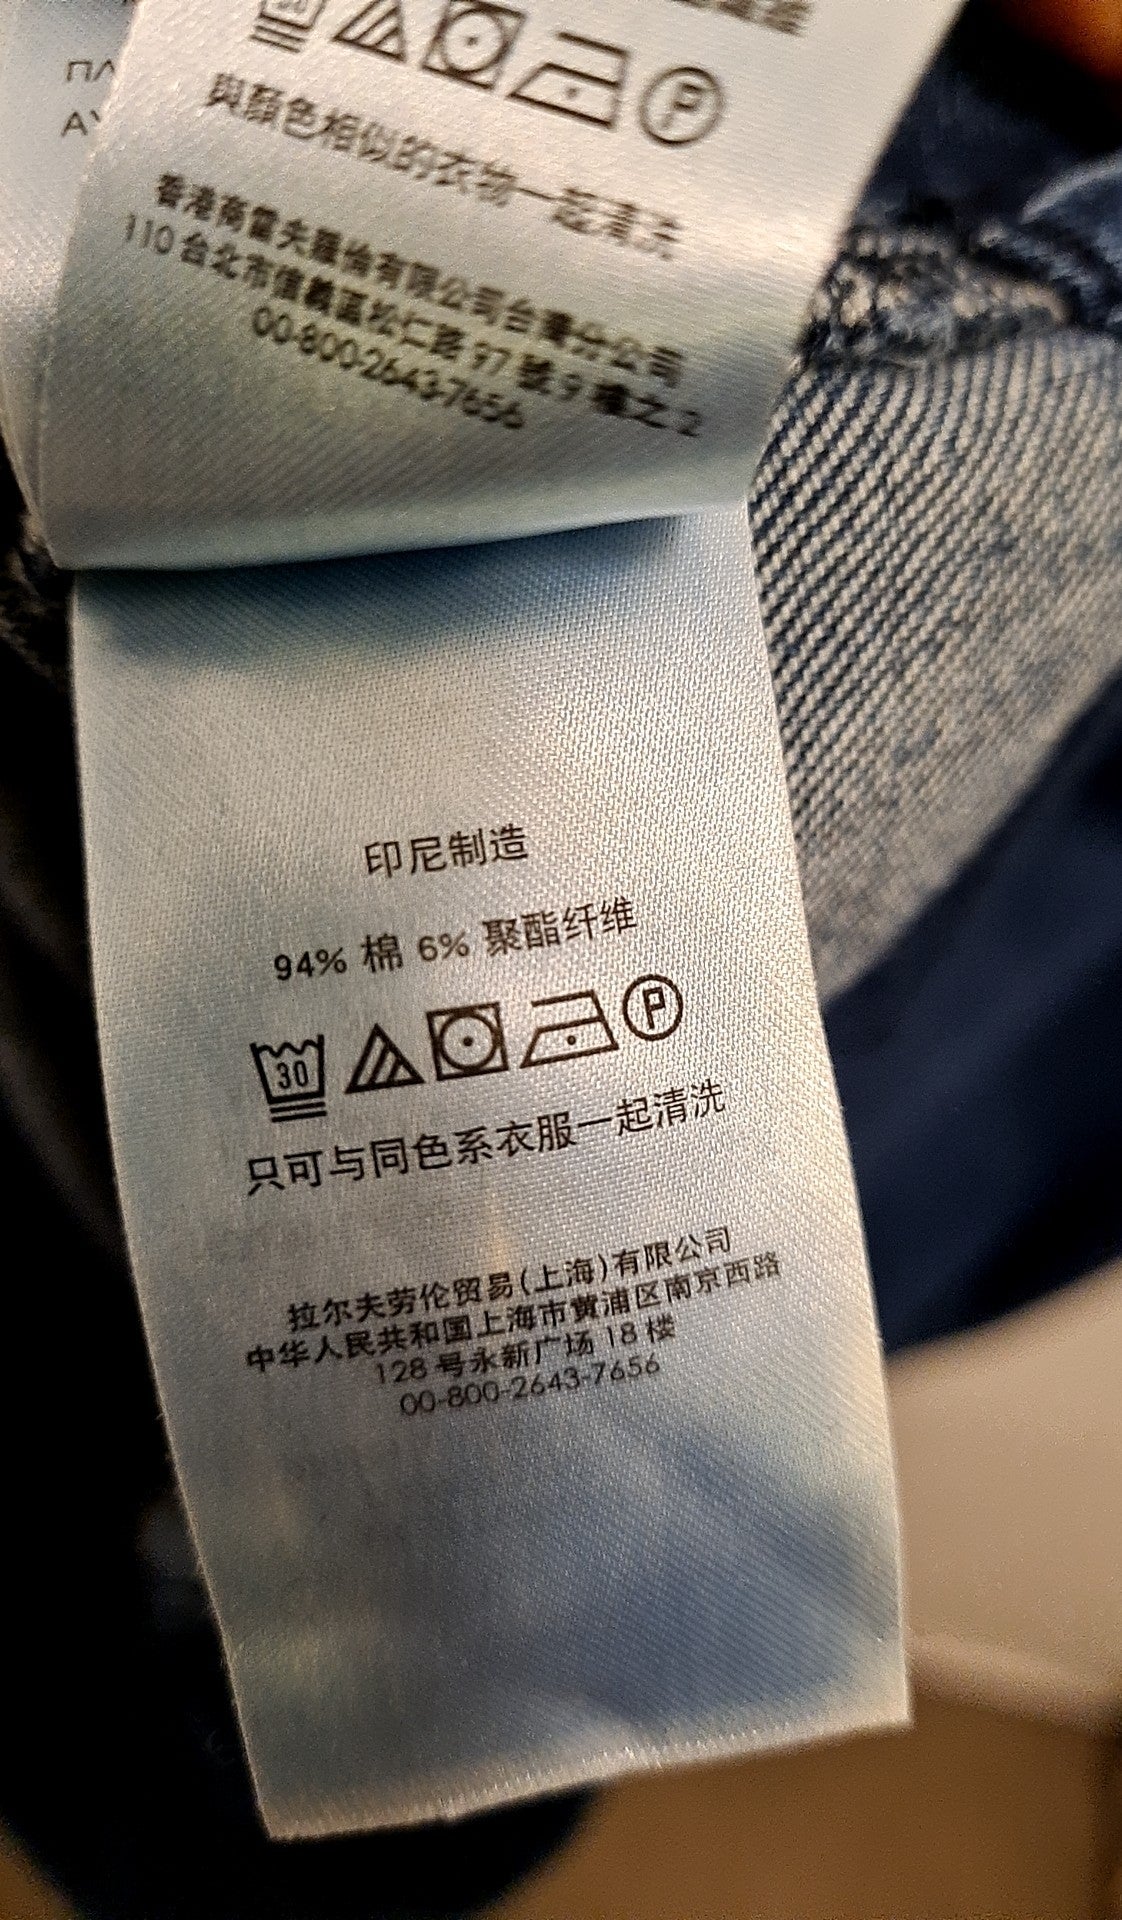 與顏色相似的衣物一起清洗
香港商雷夫羅倫有限公司台灣分公司
110 台北市信義區松仁路 97 號 9 樓之 2
00-800-2643-7656
印尼制造
94% 棉 6% 聚酯纤维
30 P
只可与同色系衣服一起清洗
拉尔夫劳伦贸易(上海)有限公司
中华人民共和国上海市黄浦区南京西路
128 号永新广场 18 楼
00-800-2643-7656